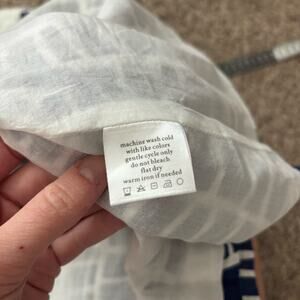 machine wash cold
with like colors
gentle cycle only
do not bleach
flat dry
warm iron if needed